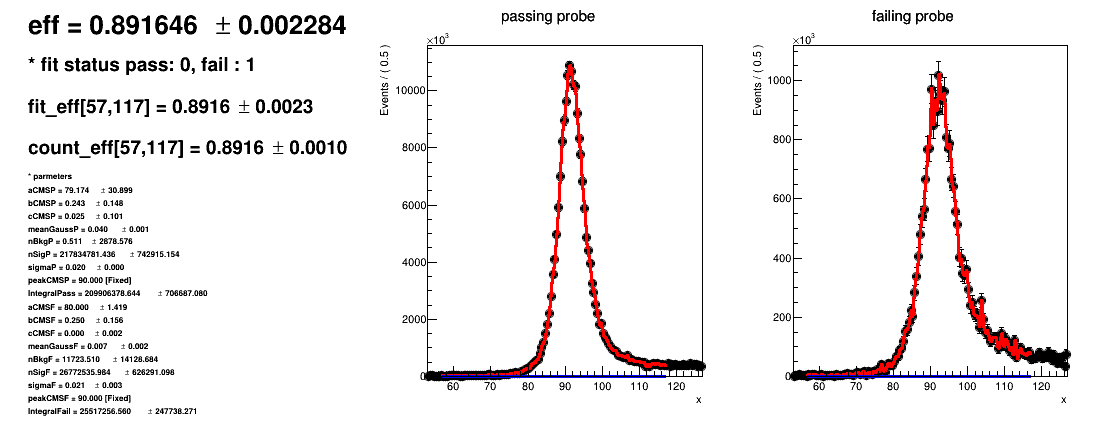 eff = 0.891646 ± 0.002284
* fit status pass: 0, fail : 1
fit_eff[57,117] = 0.8916 ± 0.0023
count_eff[57,117] = 0.8916 ± 0.0010
* parmeters
aCMSP = 79.174 ± 30.899
bCMSP = 0.243 ± 0.148
cCMSP = 0.025 ± 0.101
meanGaussP = 0.040 ± 0.001
nBkgP = 0.511 ± 2878.576
nSigP = 217834781.436 ± 742915.154
sigmaP = 0.020 ± 0.000
peakCMSP = 90.000 [Fixed]
IntegralPass = 209906378.644 ± 706687.080
aCMSF = 80.000 ± 1.419
bCMSF = 0.250 ± 0.156
cCMSF = 0.000 ± 0.002
meanGaussF = 0.007 ± 0.002
nBkgF = 11723.510 ± 14128.684
nSigF = 26772535.984 ± 626291.098
sigmaF = 0.021 ± 0.003
peakCMSF = 90.000 [Fixed]
IntegralFail = 25517256.560 ± 247738.271
passing probe
×10³
Events / ( 0.5 )
10000
8000
6000
4000
2000
0
60 70 80 90 100 110 120
x
failing probe
×10³
Events / ( 0.5 )
1000
800
600
400
200
0
60 70 80 90 100 110 120
x